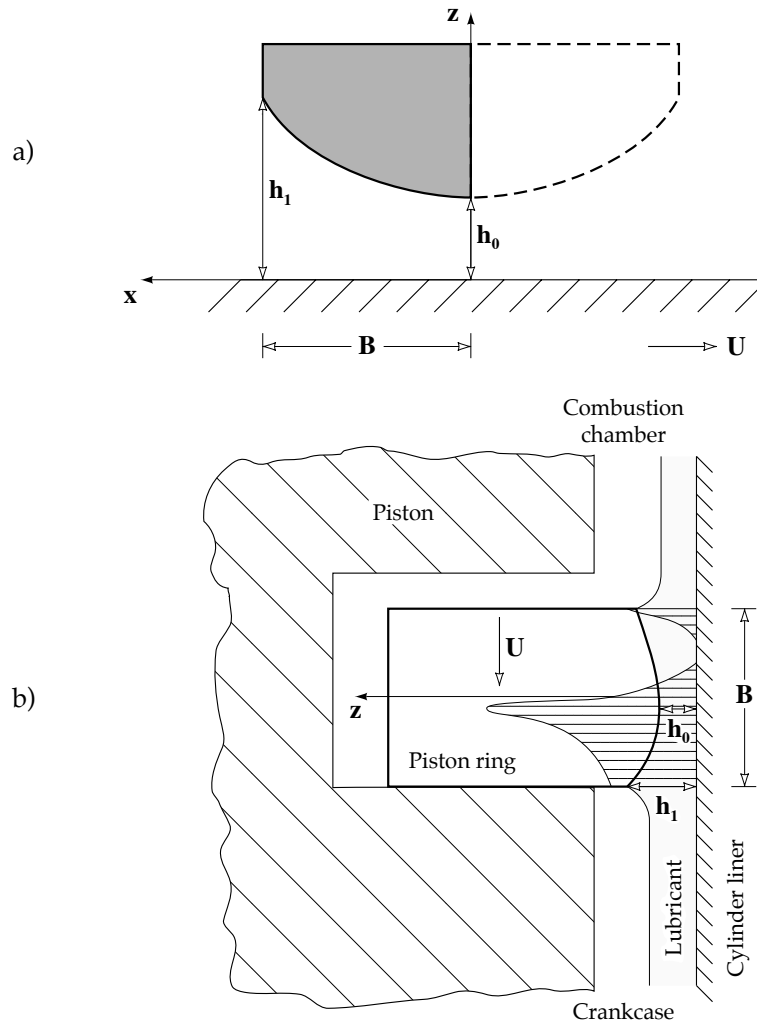 a)
z
h1
h0
x
B
U
b)
Combustion
chamber
Piston
U
z
B
h0
Piston ring
h1
Lubricant
Cylinder liner
Crankcase